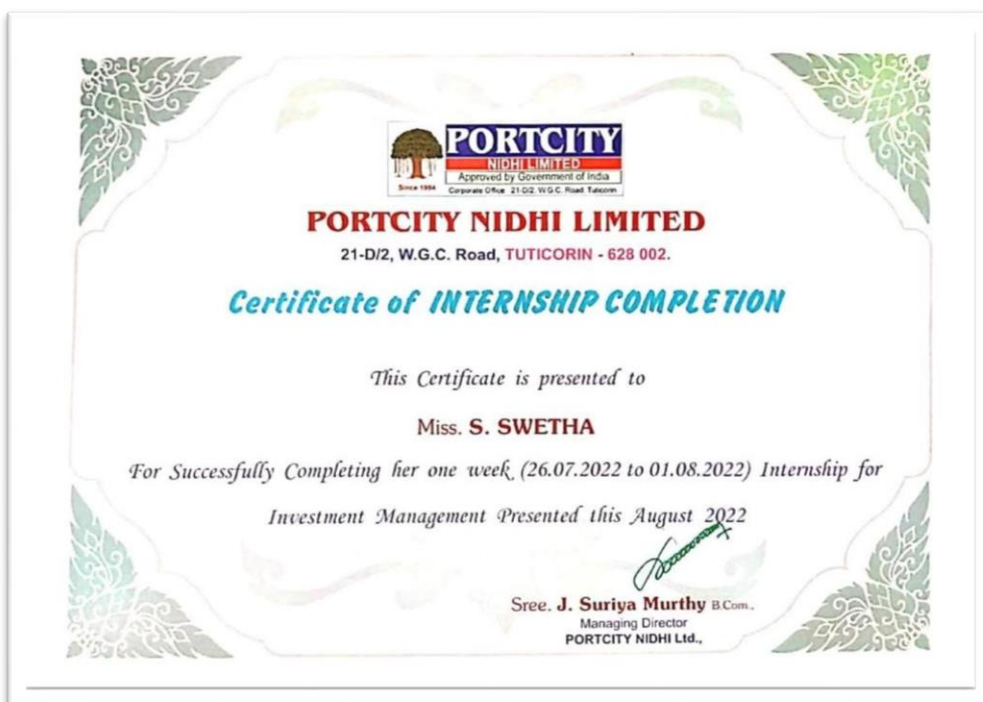 PORTCITY
NIDHI LIMITED
Approved by Government of India
Since 1984
Corporate Office 21-D/2, W.G.C. Road, Tuticorin
PORTCITY NIDHI LIMITED
21-D/2, W.G.C. Road, TUTICORIN - 628 002.
Certificate of INTERNSHIP COMPLETION
This Certificate is presented to
Miss. S. SWETHA
For Successfully Completing her one week (26.07.2022 to 01.08.2022) Internship for
Investment Management Presented this August 2022
Sree. J. Suriya Murthy B.Com.,
Managing Director
PORTCITY NIDHI Ltd.,